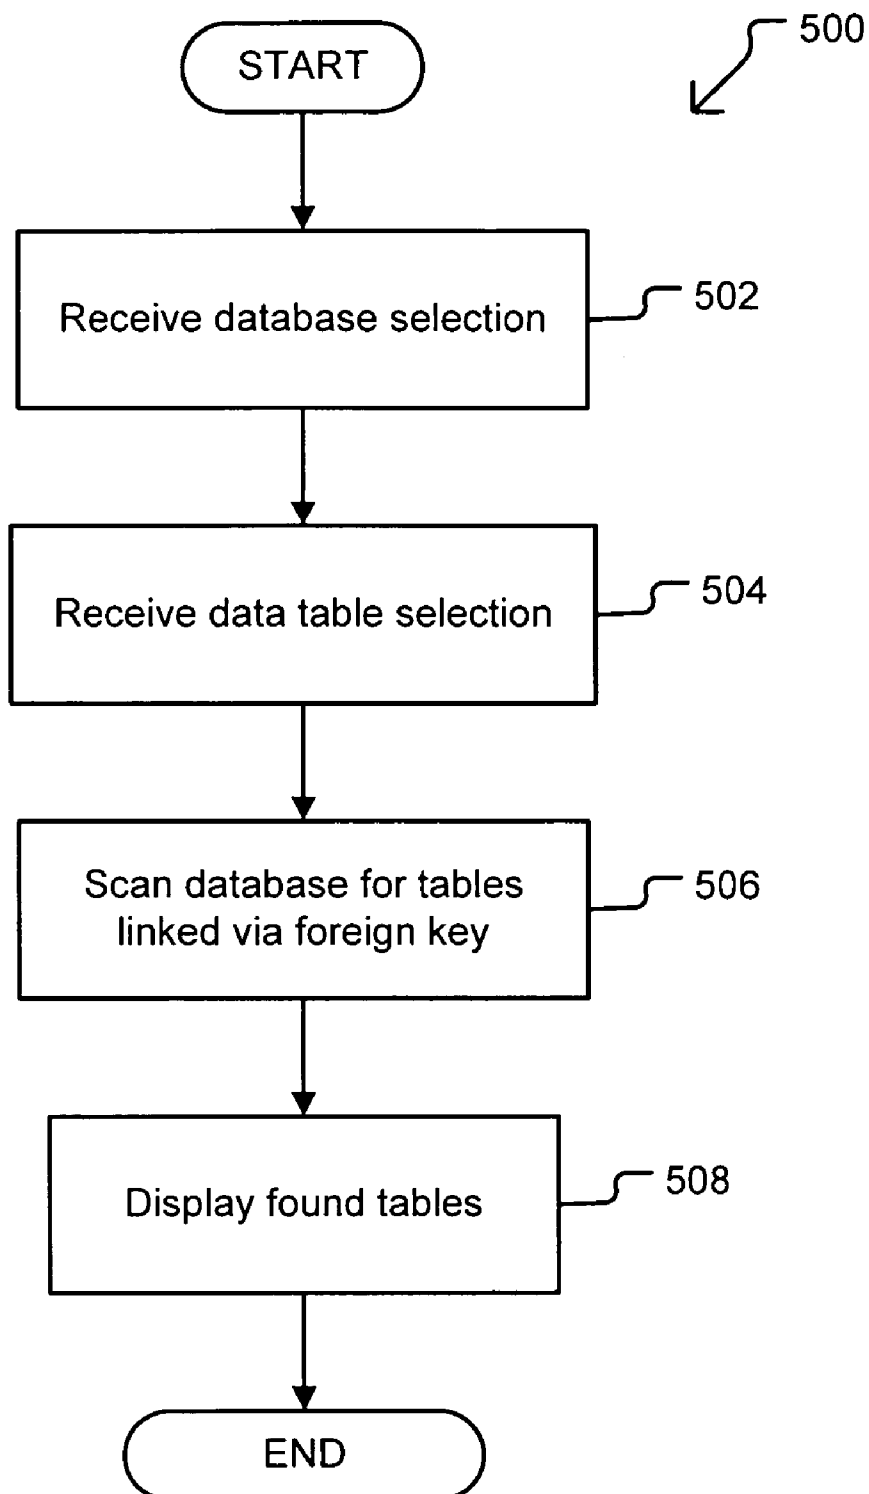 START
500
Receive database selection
502
Receive data table selection
504
Scan database for tables
linked via foreign key
506
Display found tables
508
END